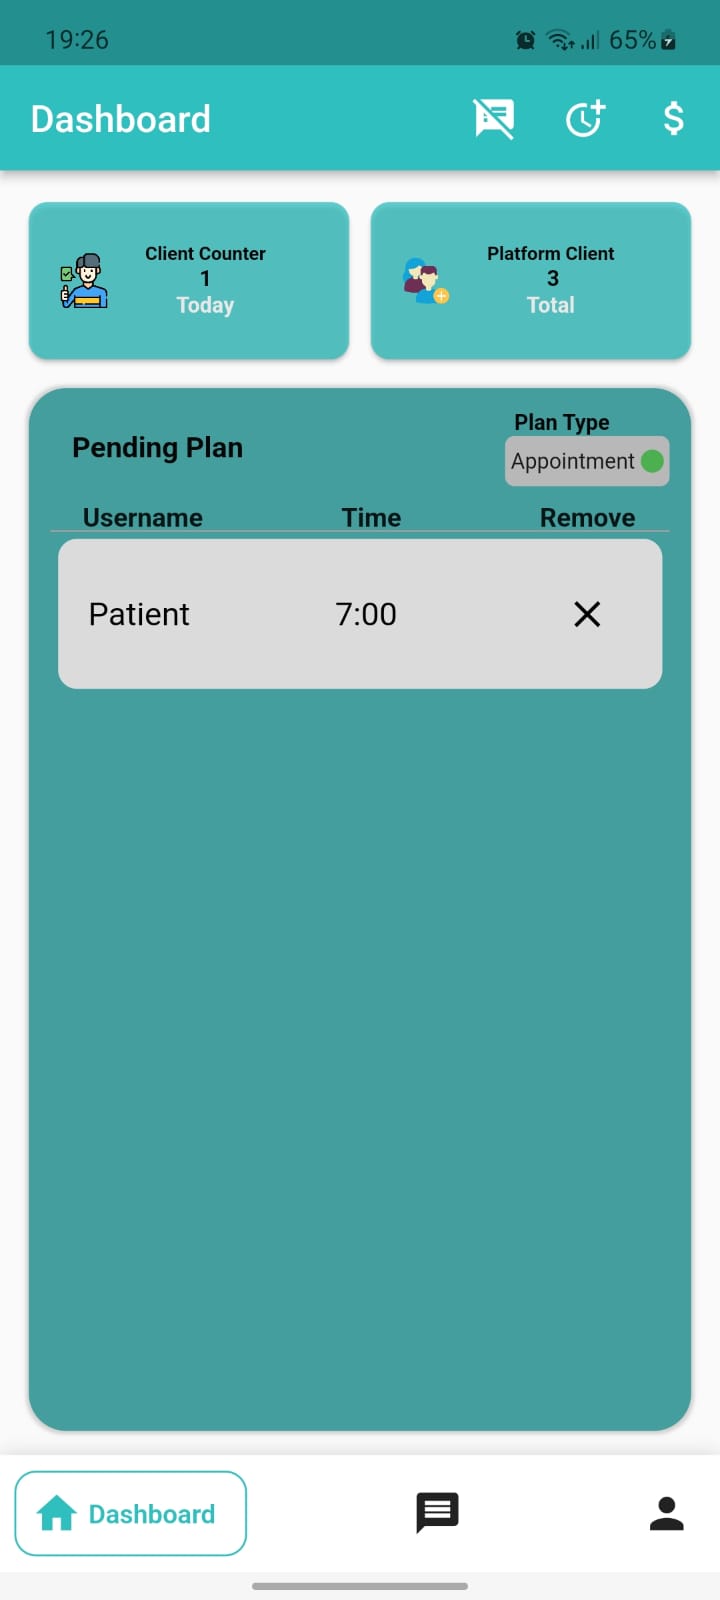 19:26 65%
Dashboard $
Client Counter
1
Today
Platform Client
3
Total
Pending Plan
Plan Type
Appointment
Username Time Remove
Patient 7:00
Dashboard